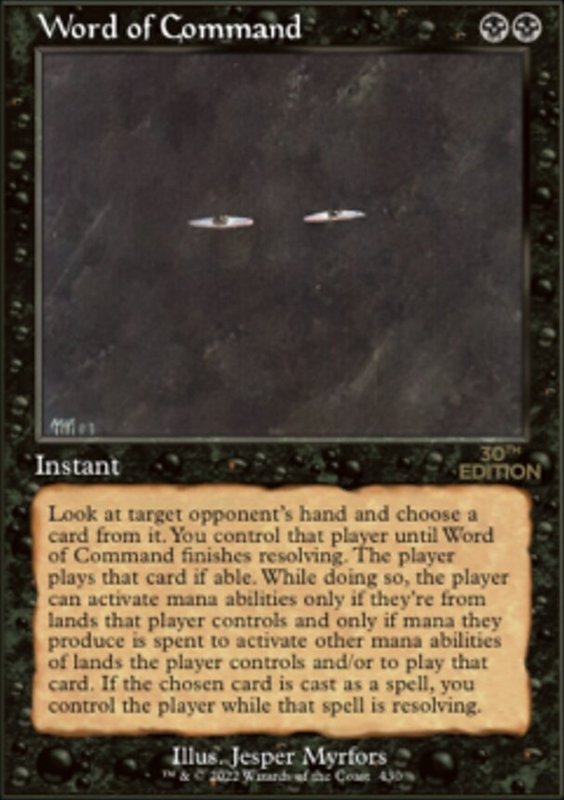 Word of Command
30TH
EDITION
Instant
Look at target opponent's hand and choose a
card from it. You control that player until Word
of Command finishes resolving. The player
plays that card if able. While doing so, the player
can activate mana abilities only if they're from
lands that player controls and only if mana they
produce is spent to activate other mana abilities
of lands the player controls and/or to play that
card. If the chosen card is cast as a spell, you
control the player while that spell is resolving.
Illus. Jesper Myrfors
™ & © 2022 Wizards of the Coast 430